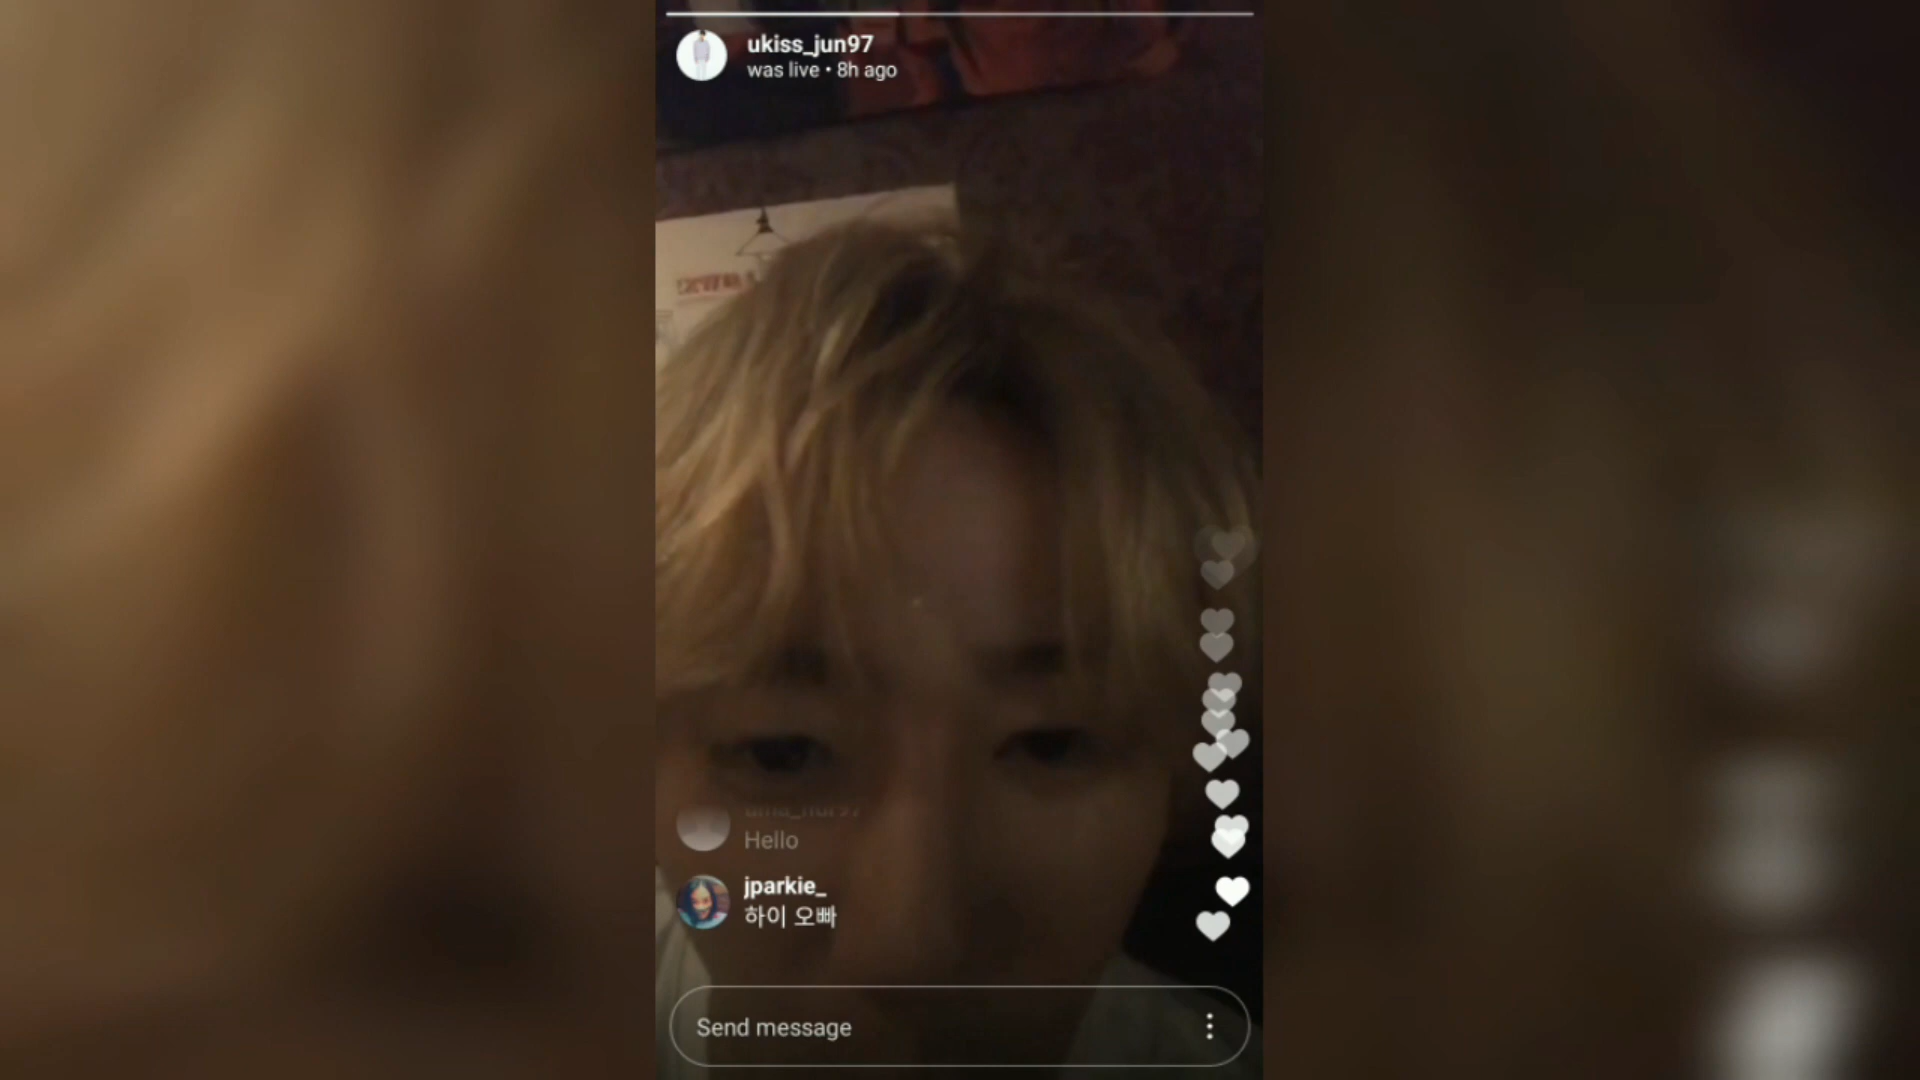 ukiss_jun97
was live • 8h ago
Hello
jparkie_
하이 오빠
Send message